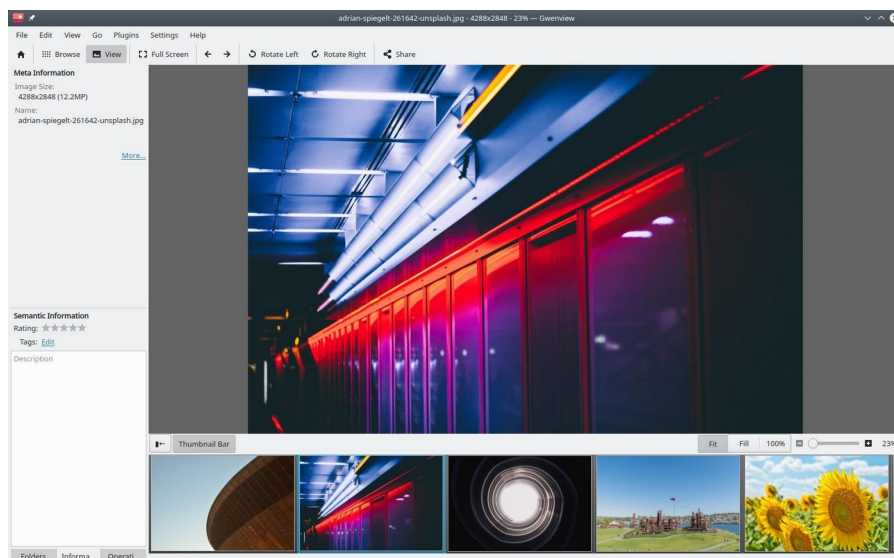 adrian-spiegelt-261642-unsplash.jpg - 4288x2848 - 23% — Gwenview
File Edit View Go Plugins Settings Help
Browse View Full Screen Rotate Left Rotate Right Share
Meta Information
Image Size:
4288x2848 (12.2MP)
Name:
adrian-spiegelt-261642-unsplash.jpg
More...
Semantic Information
Rating:
Tags: Edit
Description
Thumbnail Bar Fit Fill 100% 23%
Folders Informa... Operati...